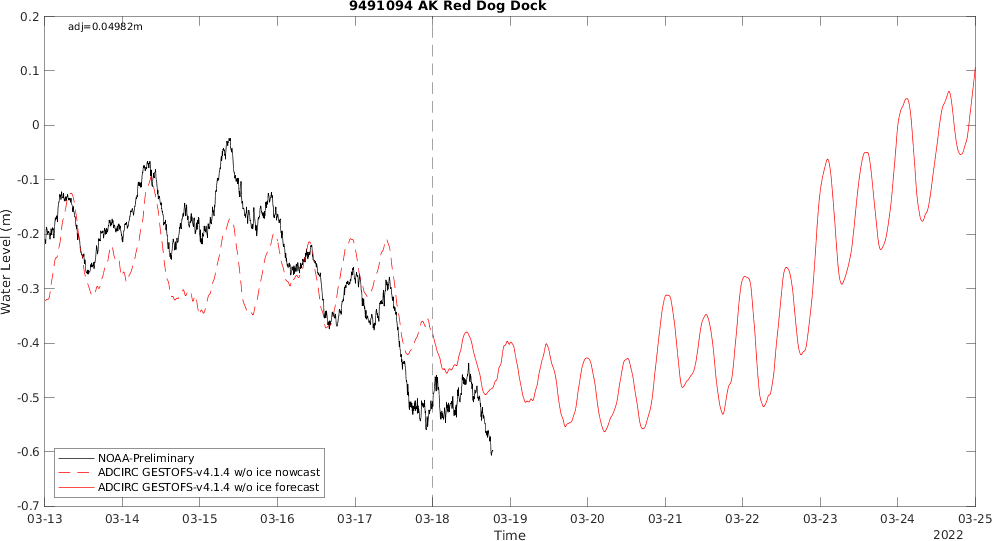 9491094 AK Red Dog Dock
adj=0.04982m
0.2
0.1
0
-0.1
-0.2
-0.3
-0.4
-0.5
-0.6
-0.7
Water Level (m)
NOAA-Preliminary
ADCIRC GESTOFS-v4.1.4 w/o ice nowcast
ADCIRC GESTOFS-v4.1.4 w/o ice forecast
03-13 03-14 03-15 03-16 03-17 03-18 03-19 03-20 03-21 03-22 03-23 03-24 03-25
Time
2022